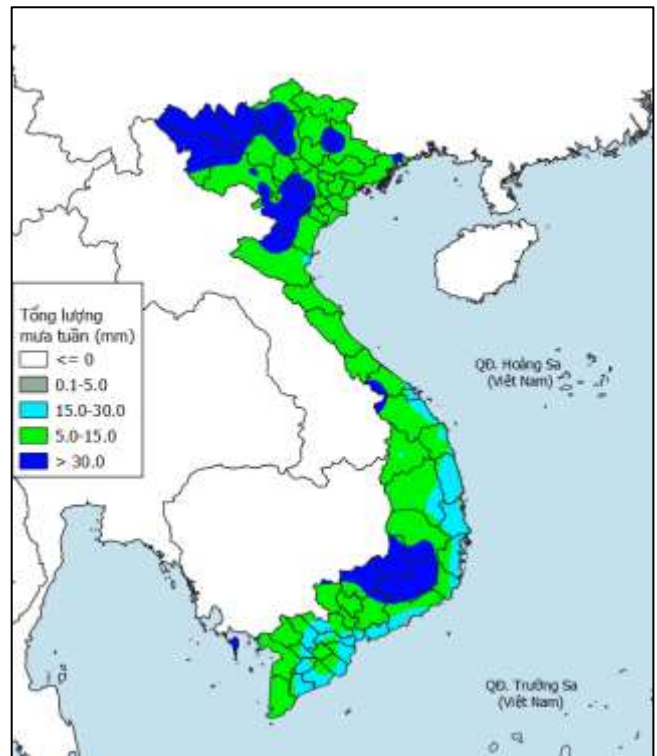 QĐ. Hoàng Sa
(Việt Nam)
Tổng lượng
mưa tuần (mm)
<= 0
0.1-5.0
15.0-30.0
5.0-15.0
> 30.0
QĐ. Trường Sa
(Việt Nam)